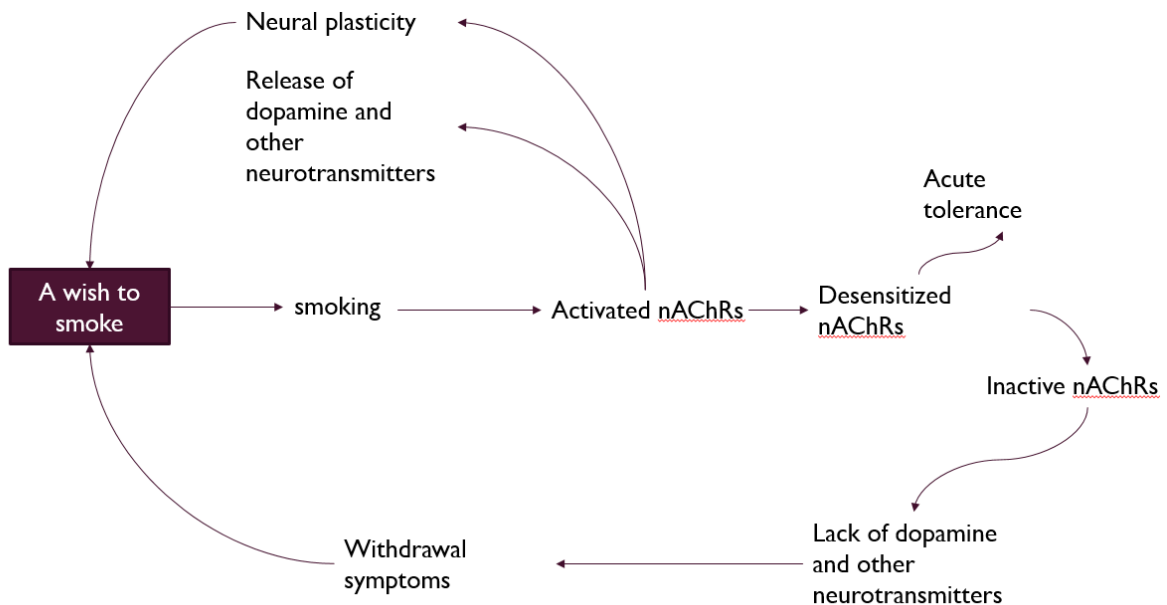 Neural plasticity
Release of
dopamine and
other
neurotransmitters
Acute
tolerance
A wish to
smoke
smoking
Activated nAChRs
Desensitized
nAChRs
Inactive nAChRs
Lack of dopamine
and other
neurotransmitters
Withdrawal
symptoms